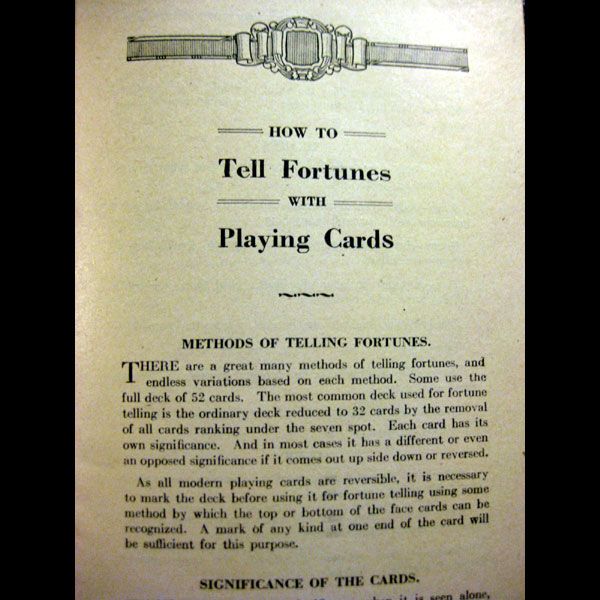 HOW TO
Tell Fortunes
WITH
Playing Cards
METHODS OF TELLING FORTUNES.
THERE are a great many methods of telling fortunes, and
endless variations based on each method. Some use the
full deck of 52 cards. The most common deck used for fortune
telling is the ordinary deck reduced to 32 cards by the removal
of all cards ranking under the seven spot. Each card has its
own significance. And in most cases it has a different or even
an opposed significance if it comes out up side down or reversed.
As all modern playing cards are reversible, it is necessary
to mark the deck before using it for fortune telling using some
method by which the top or bottom of the face cards can be
recognized. A mark of any kind at one end of the card will
be sufficient for this purpose.
SIGNIFICANCE OF THE CARDS.
when it is seen alone,